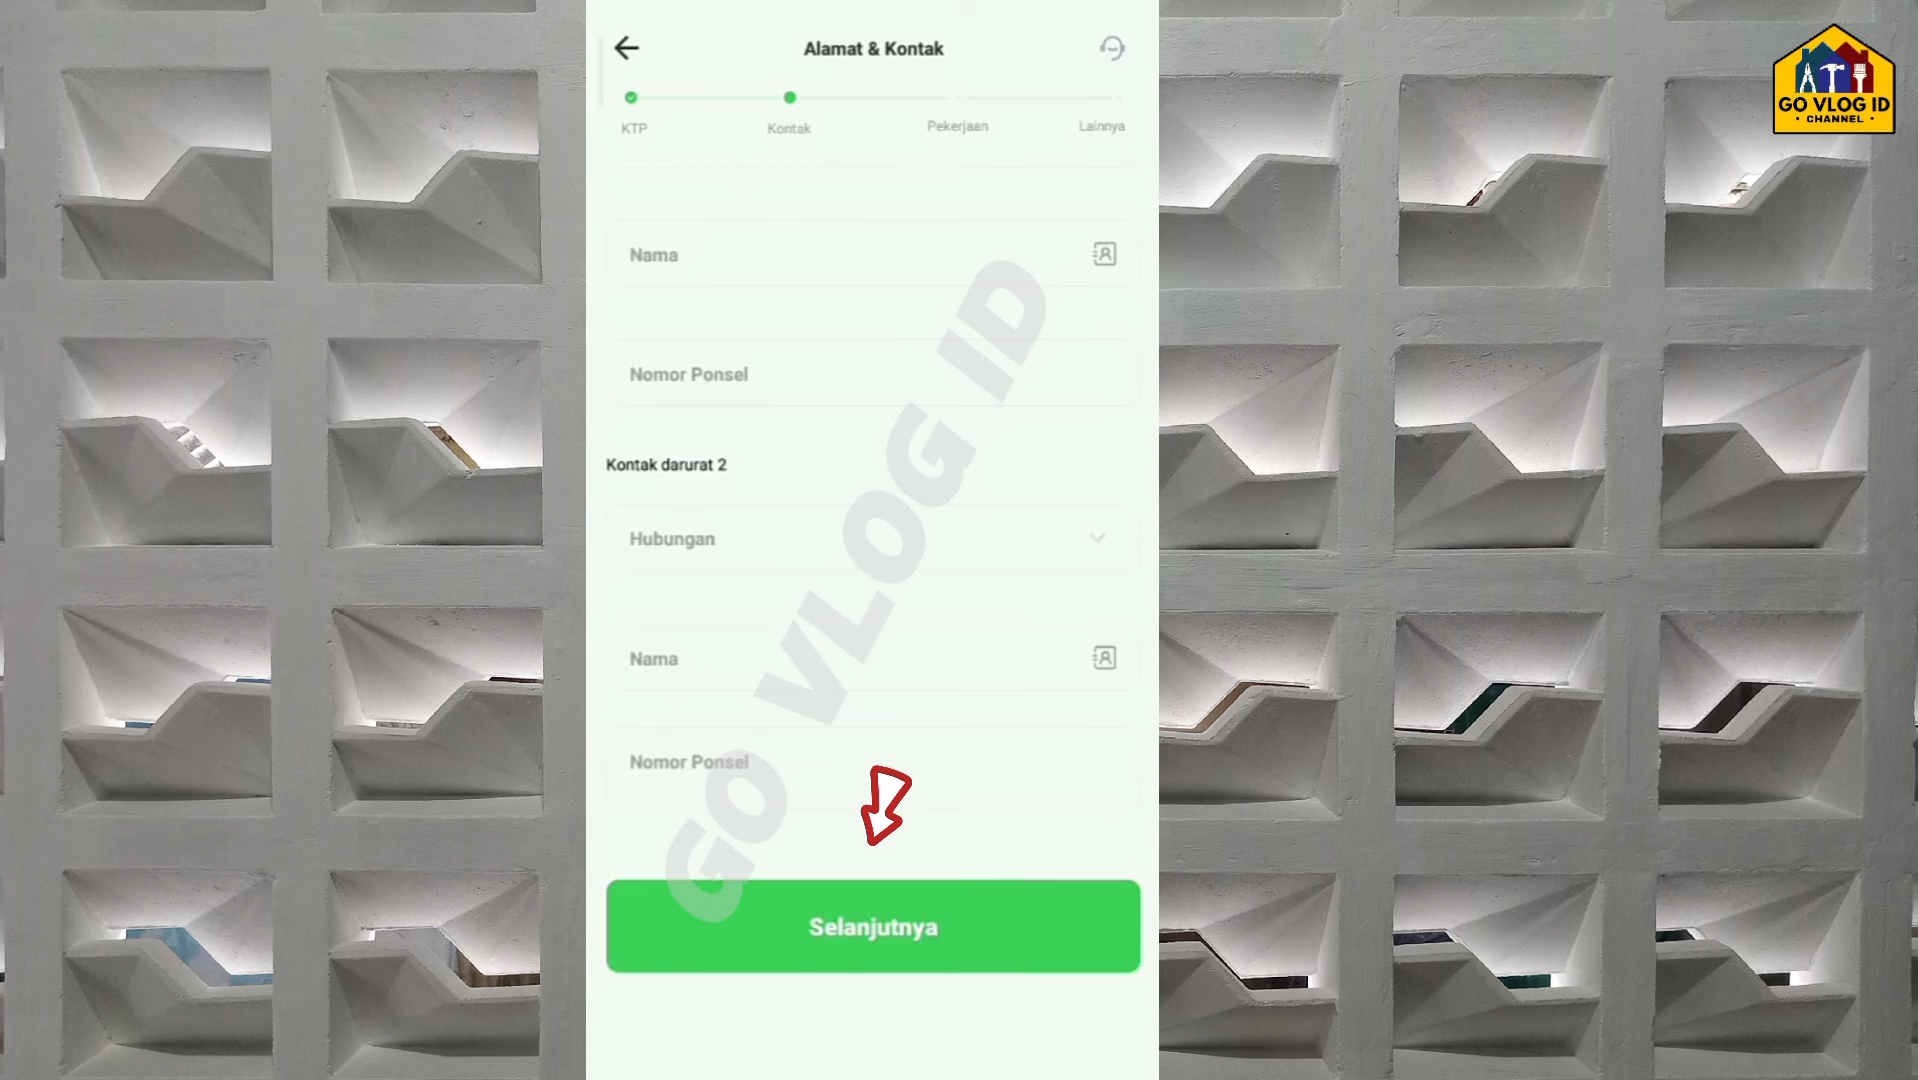 Alamat & Kontak
KTP
Kontak
Pekerjaan
Lainnya
Nama
Nomor Ponsel
Kontak darurat 2
Hubungan
Nama
Nomor Ponsel
Selanjutnya
GO VLOG ID
GO VLOG ID
• CHANNEL •